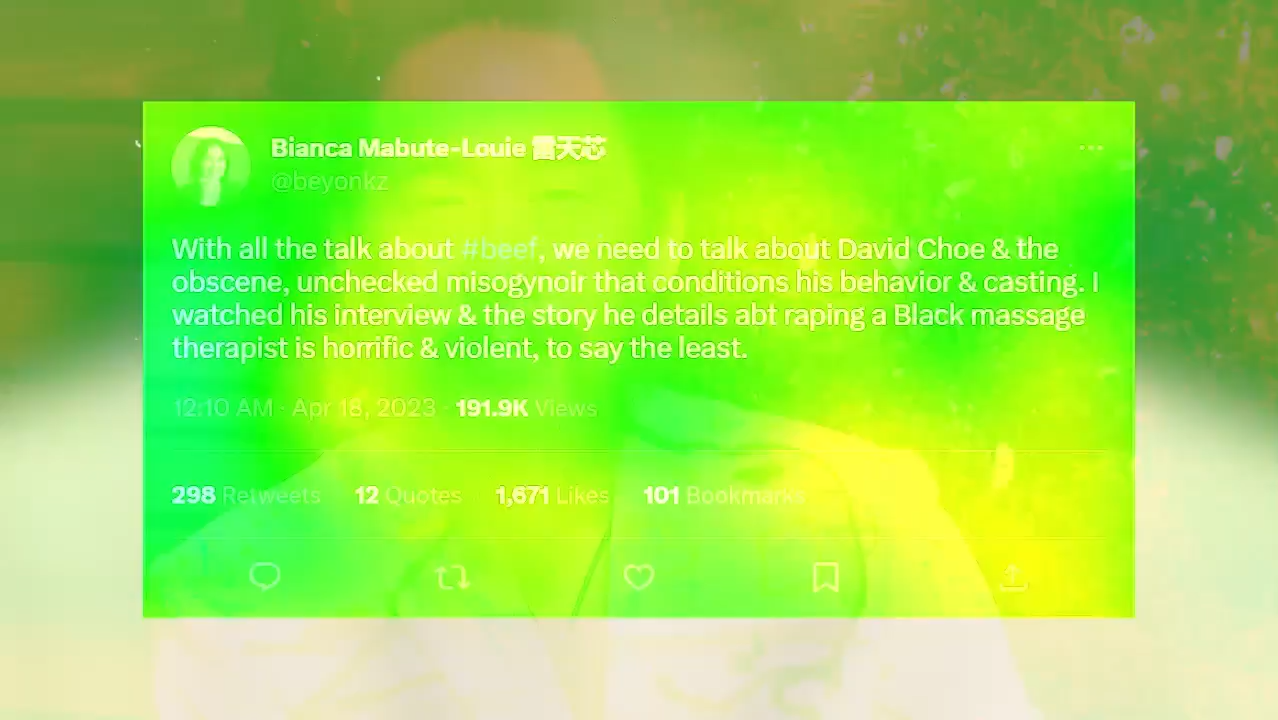 Bianca Mabute-Louie 雷天芯
@beyonkz
With all the talk about #beef, we need to talk about David Choe & the
obscene, unchecked misogynoir that conditions his behavior & casting. I
watched his interview & the story he details abt raping a Black massage
therapist is horrific & violent, to say the least.
12:10 AM · Apr 18, 2023 · 191.9K Views
298 Retweets 12 Quotes 1,671 Likes 101 Bookmarks